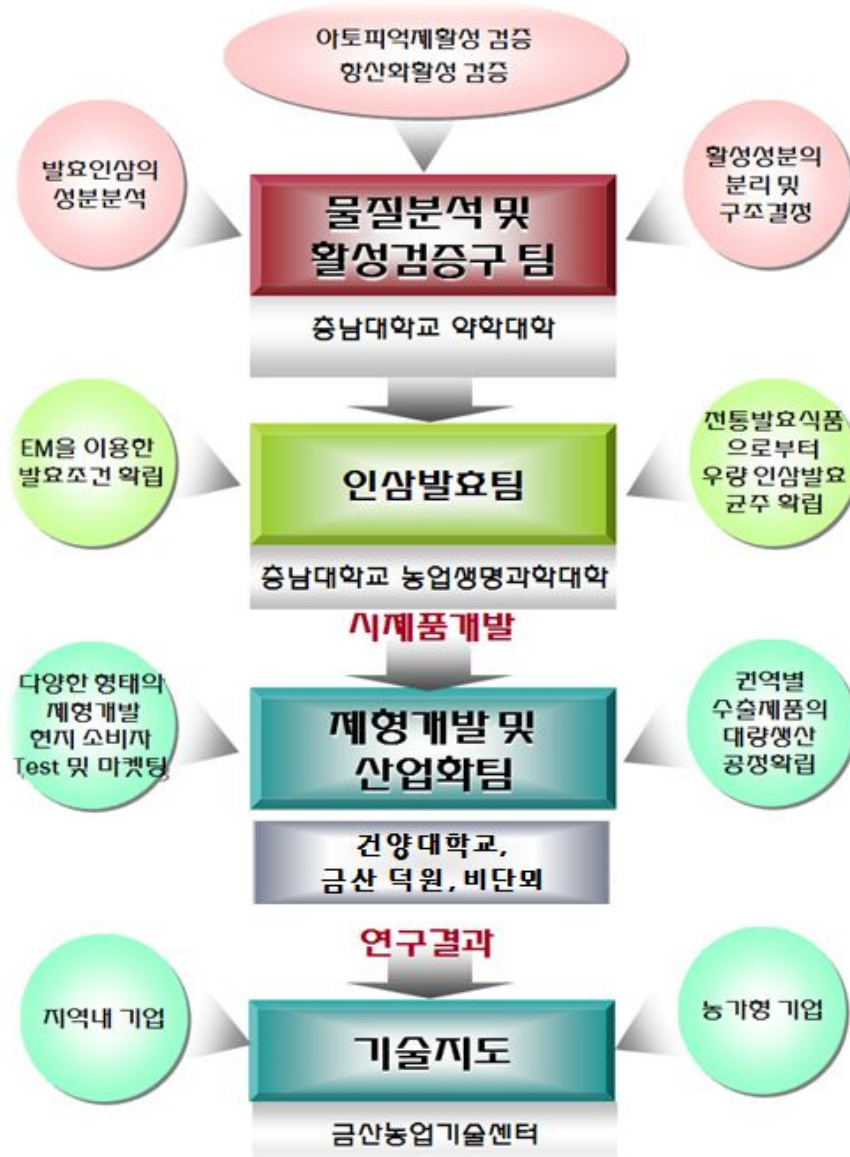 아토피억제활성 검증
항산화활성 검증
발효인삼의
성분분석
활성성분의
분리 및
구조결정
물질분석 및
활성검증구 팀
충남대학교 약학대학
EM을 이용한
발효조건 확립
전통발효식품
으로부터
우량 인삼발효
균주 확립
인삼발효팀
충남대학교 농업생명과학대학
시제품개발
다양한 형태의
제형개발
현지 소비자
Test 및 마켓팅
권역별
수출제품의
대량생산
공정확립
제형개발 및
산업화팀
건양대학교,
금산 덕원, 비단뫼
연구결과
지역내 기업
농가형 기업
기술지도
금산농업기술센터